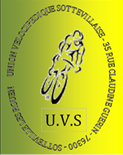 UNION VELOCIPEDIQUE SOTTEVILLAISE - 35 RUE CLAUDINE GUERIN - 76300 - SOTTEVILLE LES ROUEN
U.V.S